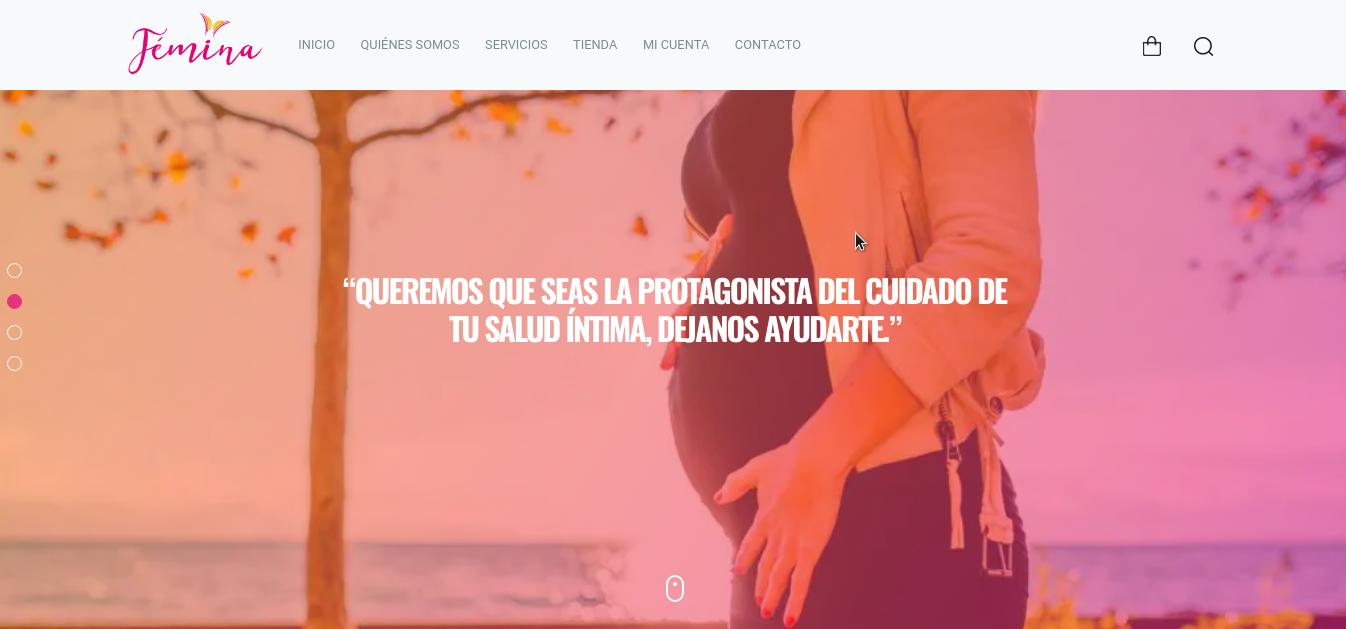 Fémina
INICIO
QUIÉNES SOMOS
SERVICIOS
TIENDA
MI CUENTA
CONTACTO
“QUEREMOS QUE SEAS LA PROTAGONISTA DEL CUIDADO DE
TU SALUD ÍNTIMA, DEJANOS AYUDARTE.”